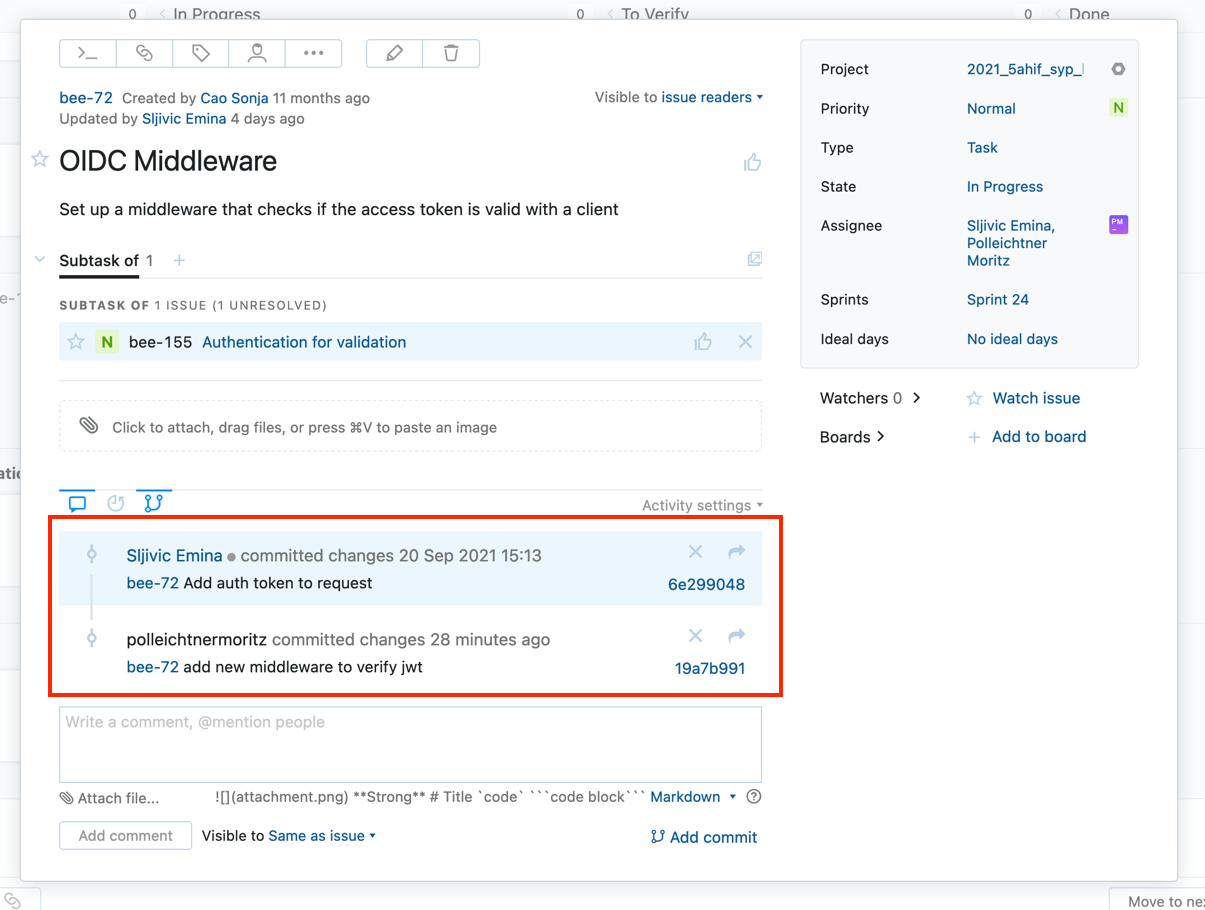 0 In Progress 0 To Verify 0 Done
bee-72 Created by Cao Sonja 11 months ago
Updated by Sljivic Emina 4 days ago
Visible to issue readers
OIDC Middleware
Set up a middleware that checks if the access token is valid with a client
Subtask of 1 +
SUBTASK OF 1 ISSUE (1 UNRESOLVED)
N bee-155 Authentication for validation
Click to attach, drag files, or press ⌘V to paste an image
Activity settings
Sljivic Emina ● committed changes 20 Sep 2021 15:13
bee-72 Add auth token to request 6e299048
polleichtnermoritz committed changes 28 minutes ago
bee-72 add new middleware to verify jwt 19a7b991
Write a comment, @mention people
Attach file... ![](attachment.png) **Strong** # Title `code` ```code block``` Markdown
Add comment Visible to Same as issue Add commit
Project 2021_5ahif_syp_
Priority Normal N
Type Task
State In Progress
Assignee Sljivic Emina, PM
Polleichtner
Moritz
Sprints Sprint 24
Ideal days No ideal days
Watchers 0 Watch issue
Boards Add to board
Move to